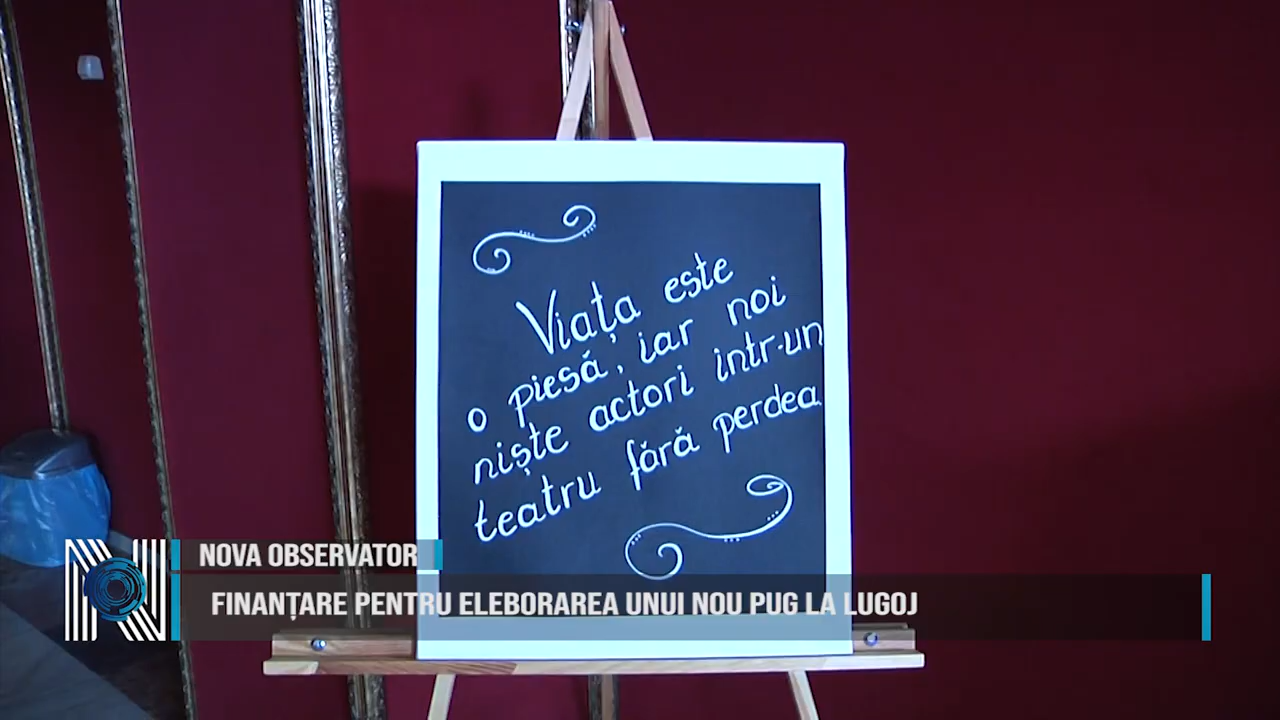 Viața este
o piesă, iar noi
niște actori intr-un
teatru fără perdea
NOVA OBSERVATOR
FINANȚARE PENTRU ELEBORAREA UNUI NOU PUG LA LUGOJ